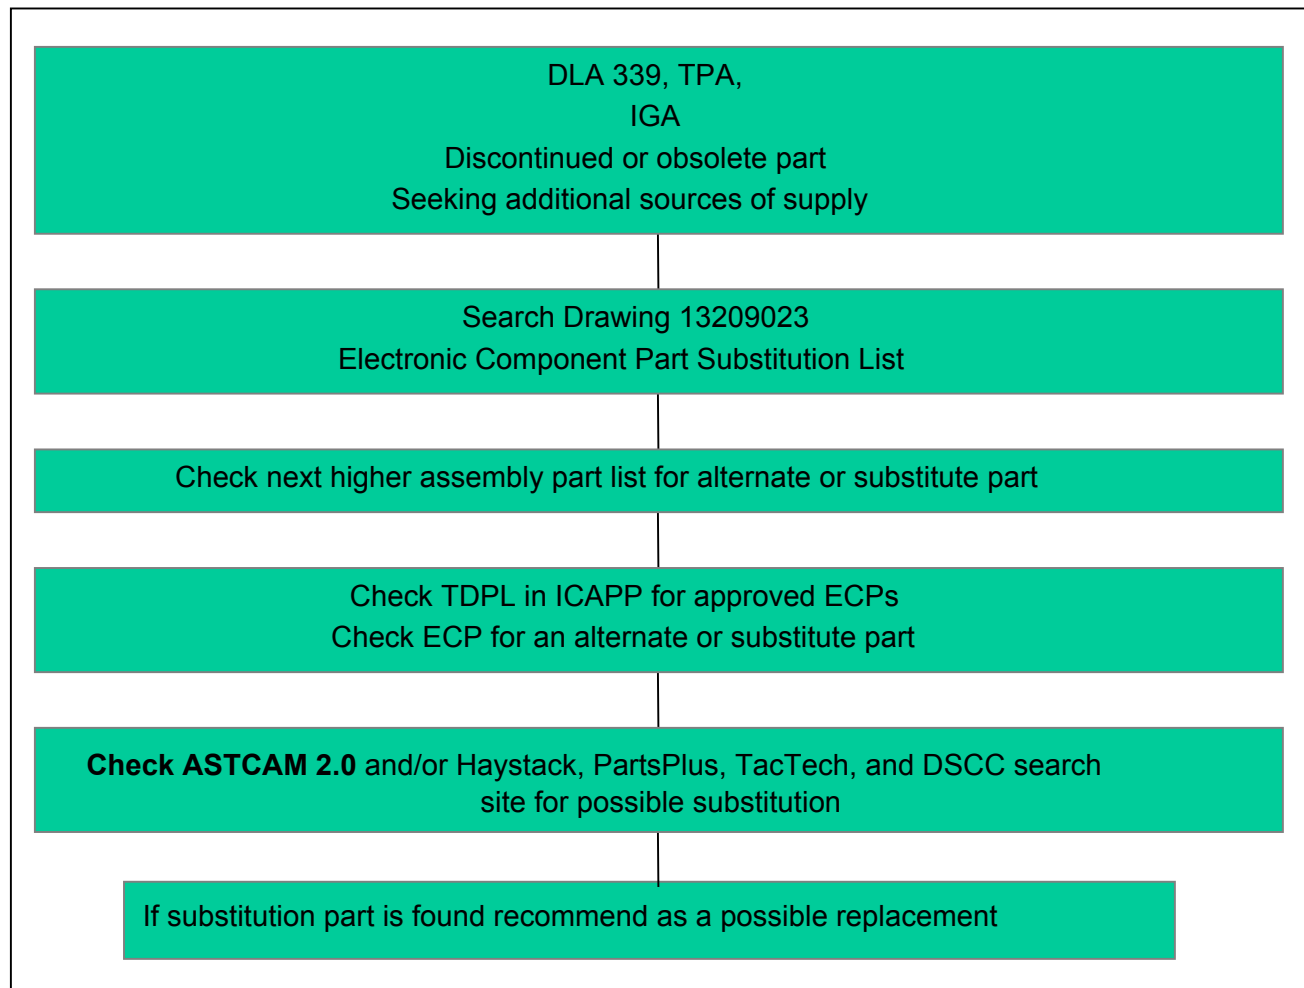 DLA 339, TPA,
IGA
Discontinued or obsolete part
Seeking additional sources of supply
Search Drawing 13209023
Electronic Component Part Substitution List
Check next higher assembly part list for alternate or substitute part
Check TDPL in ICAPP for approved ECPs
Check ECP for an alternate or substitute part
Check ASTCAM 2.0 and/or Haystack, PartsPlus, TacTech, and DSCC search
site for possible substitution
If substitution part is found recommend as a possible replacement